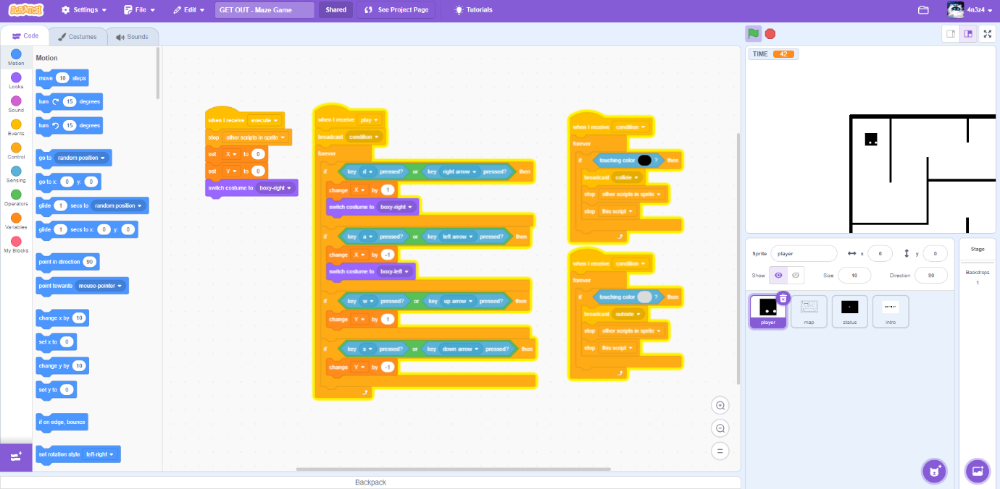 SCRATCH Settings File Edit GET OUT - Maze Game Shared See Project Page Tutorials 4n3z4
Code Costumes Sounds
Motion
Looks
Sound
Events
Control
Sensing
Operators
Variables
My Blocks
Motion
move 10 steps
turn 15 degrees
turn 15 degrees
go to random position
go to x: 0 y: 0
glide 1 secs to random position
glide 1 secs to x: 0 y: 0
point in direction 90
point towards mouse-pointer
change x by 10
set x to 0
change y by 10
set y to 0
if on edge, bounce
set rotation style left-right
when I receive execute
stop other scripts in sprite
set X to 0
set Y to 0
switch costume to boxy-right
when I receive play
broadcast condition
forever
if key d pressed? or key right arrow pressed? then
change X by 1
switch costume to boxy-right
if key a pressed? or key left arrow pressed? then
change X by -1
switch costume to boxy-left
if key w pressed? or key up arrow pressed? then
change Y by 1
if key s pressed? or key down arrow pressed? then
change Y by -1
when I receive condition
forever
if touching color ? then
broadcast collide
stop other scripts in sprite
stop this script
when I receive condition
forever
if touching color ? then
broadcast outside
stop other scripts in sprite
stop this script
Backpack
TIME 42
Sprite player x 0 y 0
Show Size 10 Direction 90
player map status intro
Stage
Backdrops
1